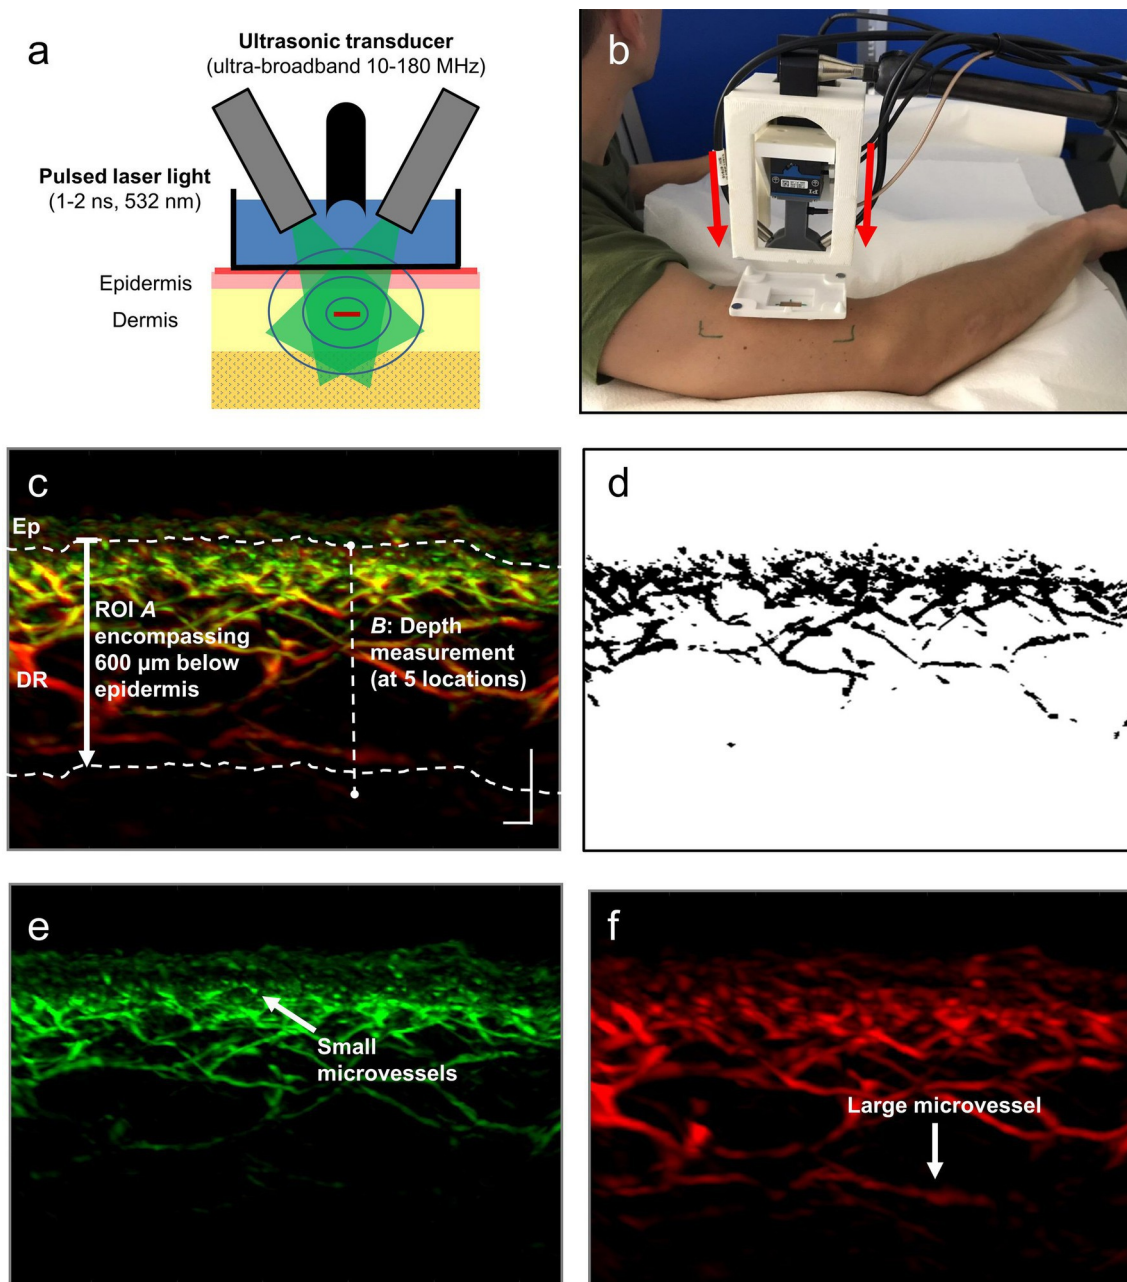 a
Ultrasonic transducer
(ultra-broadband 10-180 MHz)
Pulsed laser light
(1-2 ns, 532 nm)
Epidermis
Dermis
b
c
Ep
ROI A
encompassing
600 µm below
epidermis
DR
B: Depth
measurement
(at 5 locations)
d
e
Small
microvessels
f
Large microvessel